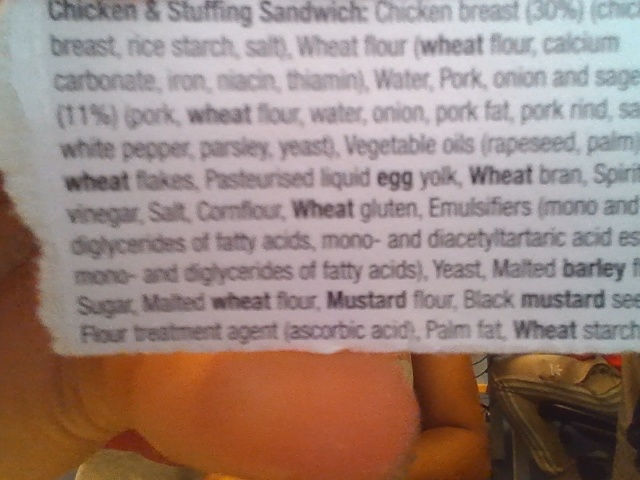 Chicken & Stuffing Sandwich: Chicken breast (30%) (chic
breast, rice starch, salt), Wheat flour (wheat flour, calcium
carbonate, iron, niacin, thiamin), Water, Pork, onion and sage
(11%) (pork, wheat flour, water, onion, pork fat, pork rind, sa
white pepper, parsley, yeast), Vegetable oils (rapeseed, palm)
wheat flakes, Pasteurised liquid egg yolk, Wheat bran, Spirit
vinegar, Salt, Cornflour, Wheat gluten, Emulsifiers (mono and
diglycerides of fatty acids, mono- and diacetyltartaric acid es
mono- and diglycerides of fatty acids), Yeast, Malted barley f
Sugar, Malted wheat flour, Mustard flour, Black mustard see
Flour treatment agent (ascorbic acid), Palm fat, Wheat starch